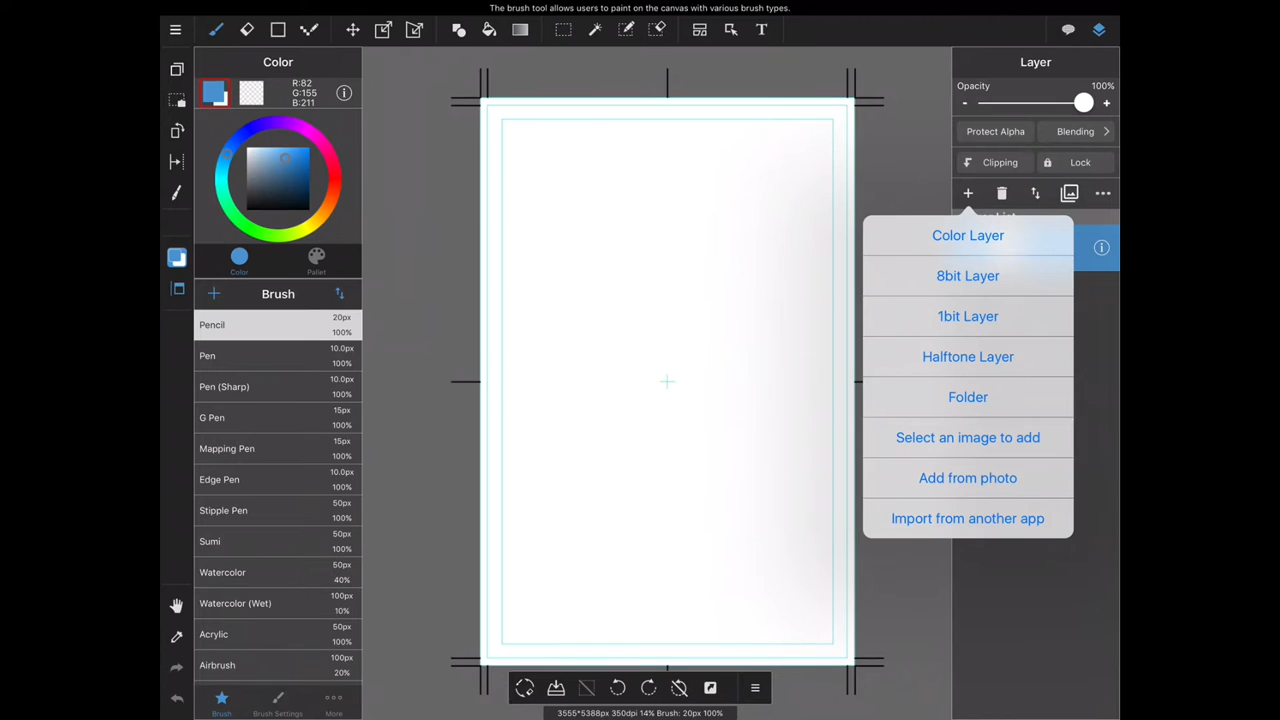 The brush tool allows users to paint on the canvas with various brush types.
Color
R:82
G:155
B:211
Color
Pallet
Brush
Pencil
20px
100%
Pen
10.0px
100%
Pen (Sharp)
10.0px
100%
G Pen
15px
100%
Mapping Pen
15px
100%
Edge Pen
10.0px
100%
Stipple Pen
50px
100%
Sumi
50px
100%
Watercolor
50px
40%
Watercolor (Wet)
100px
10%
Acrylic
50px
100%
Airbrush
100px
20%
Brush
Brush Settings
More
T
Layer
Opacity
100%
Protect Alpha
Blending
Clipping
Lock
Color Layer
8bit Layer
1bit Layer
Halftone Layer
Folder
Select an image to add
Add from photo
Import from another app
3555*5388px 350dpi 14% Brush: 20px 100%